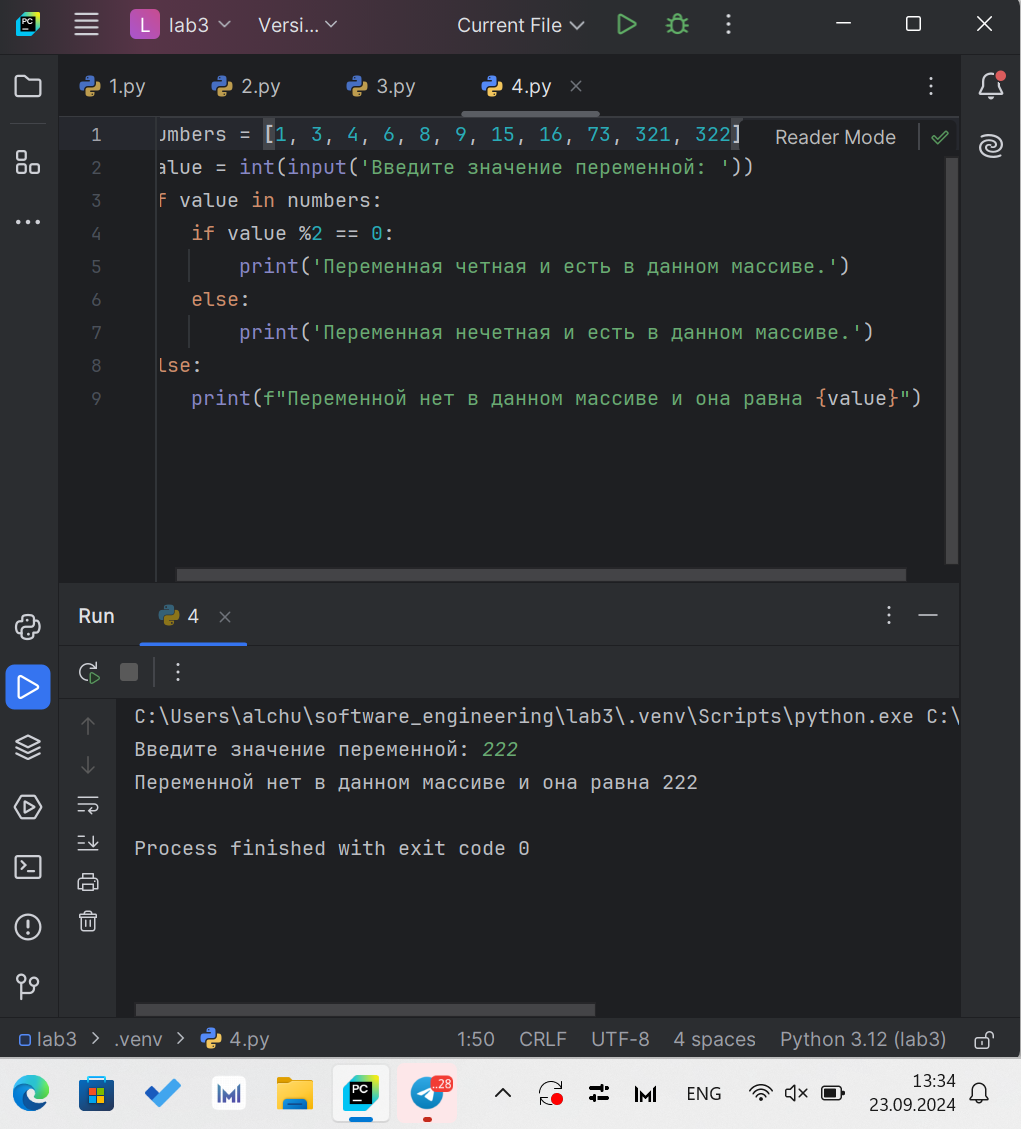 PC L lab3 Versi... Current File
1.py 2.py 3.py 4.py
Reader Mode
1 umbers = [1, 3, 4, 6, 8, 9, 15, 16, 73, 321, 322]
2 alue = int(input('Введите значение переменной: '))
3 f value in numbers:
4 if value %2 == 0:
5 print('Переменная четная и есть в данном массиве.')
6 else:
7 print('Переменная нечетная и есть в данном массиве.')
8 lse:
9 print(f"Переменной нет в данном массиве и она равна {value}")
Run 4
C:\Users\alchu\software_engineering\lab3\.venv\Scripts\python.exe C:\
Введите значение переменной: 222
Переменной нет в данном массиве и она равна 222
Process finished with exit code 0
lab3 > .venv > 4.py 1:50 CRLF UTF-8 4 spaces Python 3.12 (lab3)
PC ..28 ENG 13:34
23.09.2024